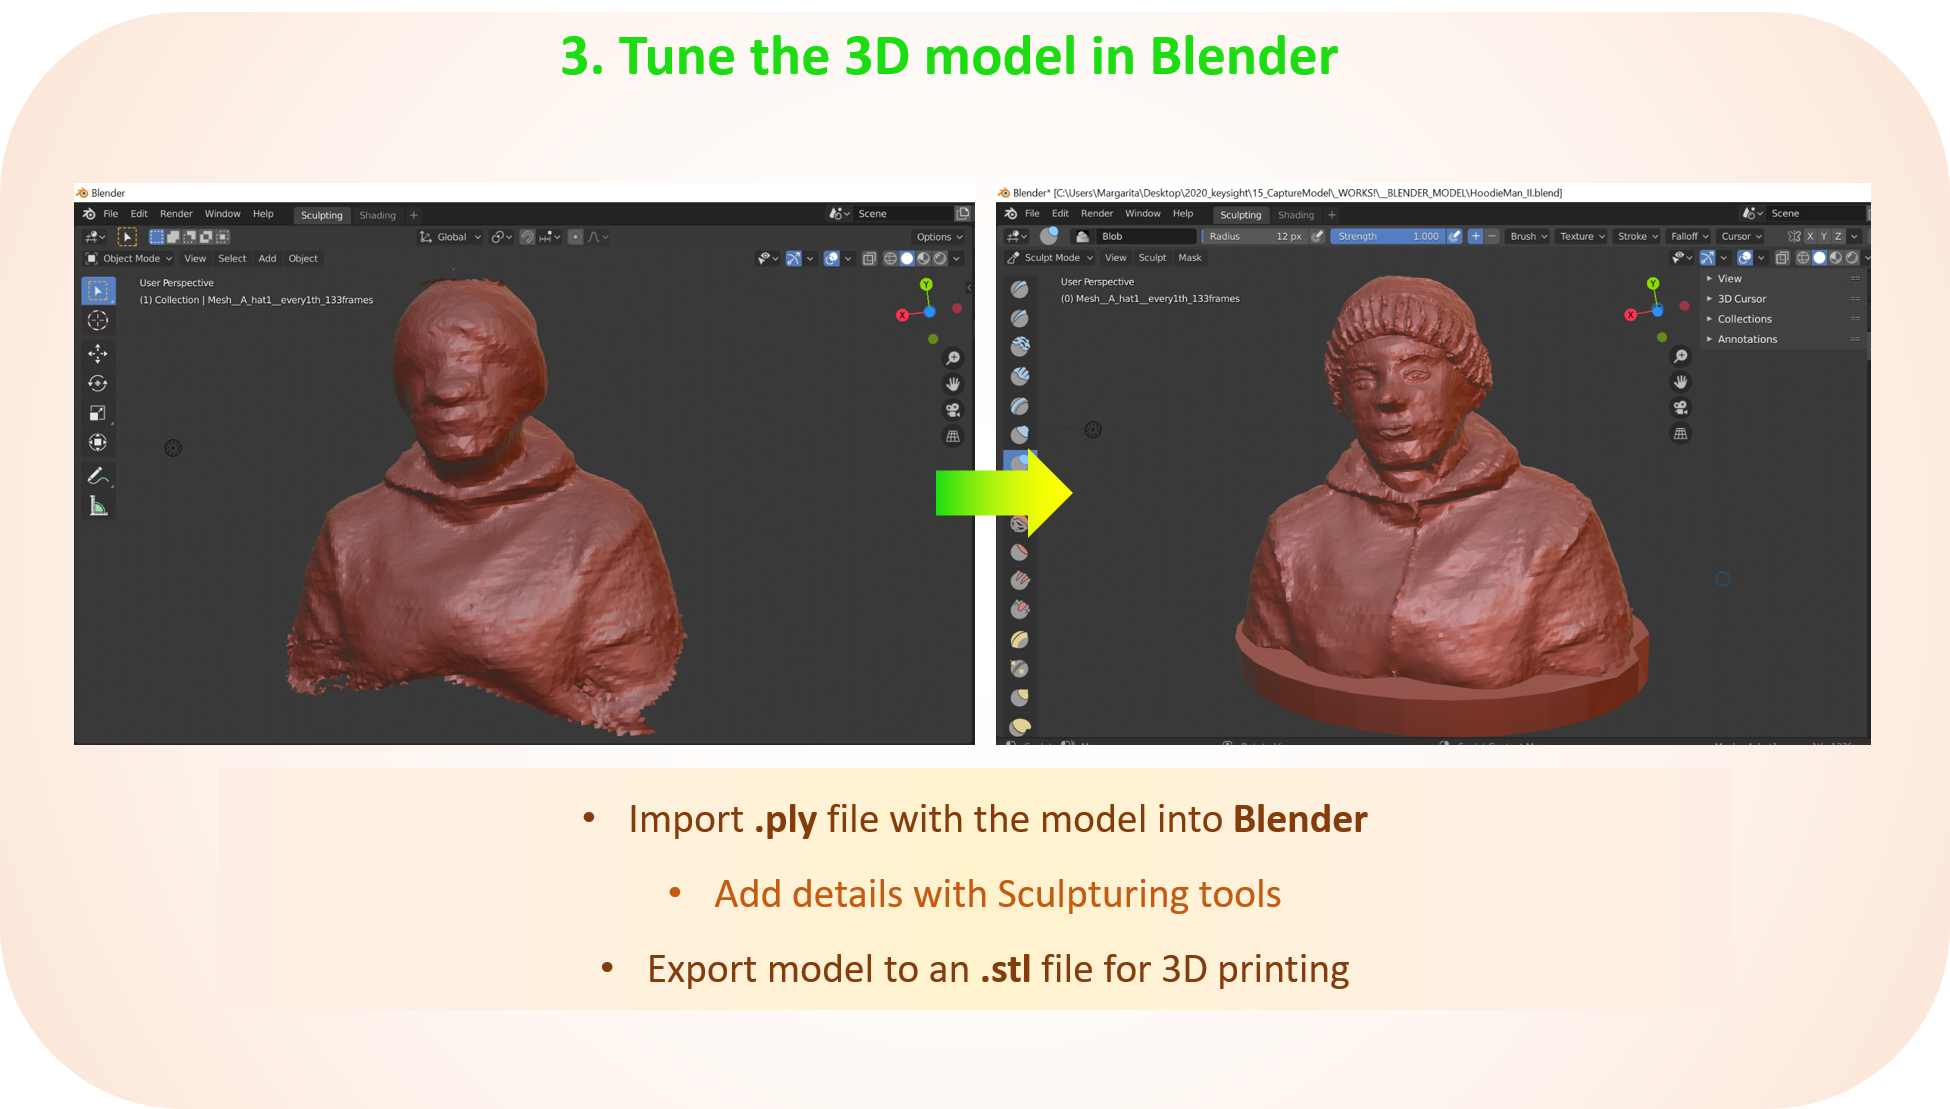 3. Tune the 3D model in Blender
Blender
File Edit Render Window Help Sculpting Shading + Scene
Global Options
Object Mode View Select Add Object
User Perspective
(1) Collection | Mesh__A_hat1__every1th_133frames
Y
X
Blender* [C:\Users\Margarita\Desktop\2020_keysight\15_CaptureModel\_WORKS!\__BLENDER_MODEL\HoodieMan_II.blend]
File Edit Render Window Help Sculpting Shading + Scene
Blob Radius 12 px Strength 1.000 + − Brush Texture Stroke Falloff Cursor X Y Z
Sculpt Mode View Sculpt Mask
User Perspective
(0) Mesh__A_hat1__every1th_133frames
Y
X
View
3D Cursor
Collections
Annotations
• Import .ply file with the model into Blender
• Add details with Sculpturing tools
• Export model to an .stl file for 3D printing